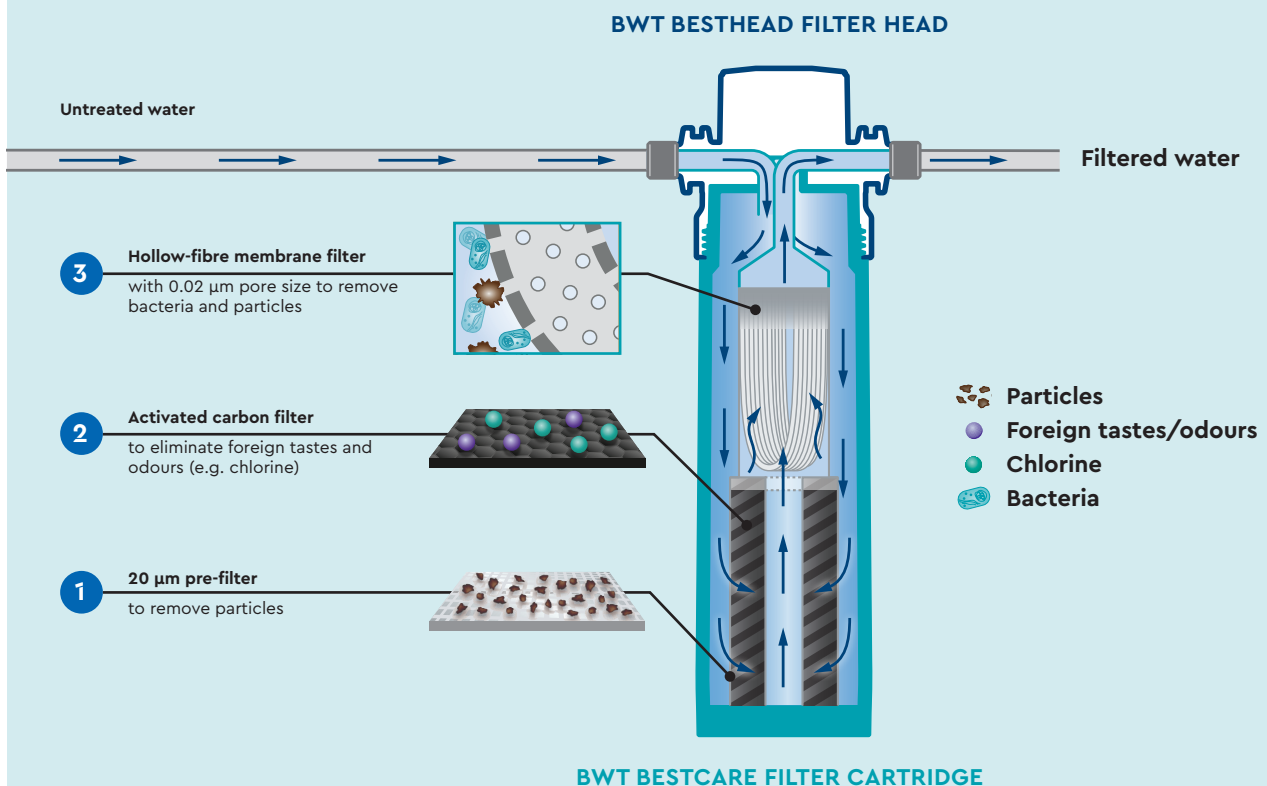 BWT BESTHEAD FILTER HEAD
Untreated water
Filtered water
3
Hollow-fibre membrane filter
with 0.02 µm pore size to remove
bacteria and particles
2
Activated carbon filter
to eliminate foreign tastes and
odours (e.g. chlorine)
1
20 µm pre-filter
to remove particles
Particles
Foreign tastes/odours
Chlorine
Bacteria
BWT BESTCARE FILTER CARTRIDGE